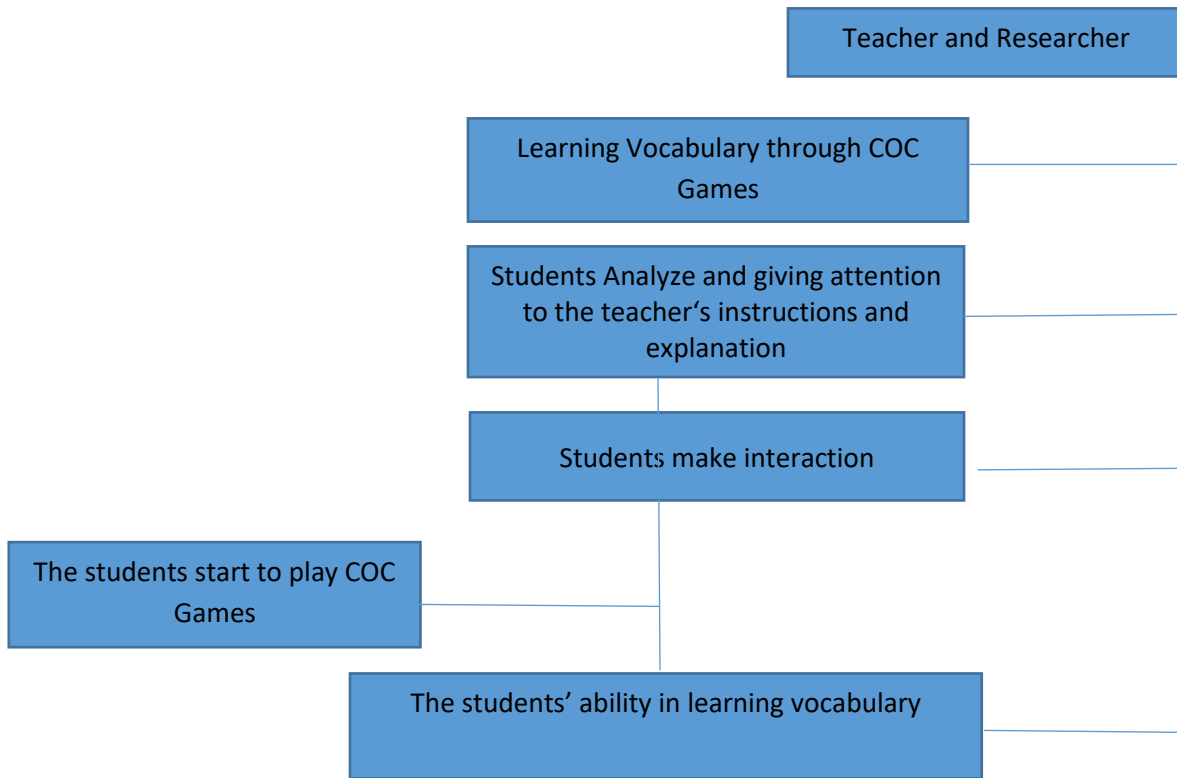 Teacher and Researcher
Learning Vocabulary through COC
Games
Students Analyze and giving attention
to the teacher‘s instructions and
explanation
Students make interaction
The students start to play COC
Games
The students’ ability in learning vocabulary